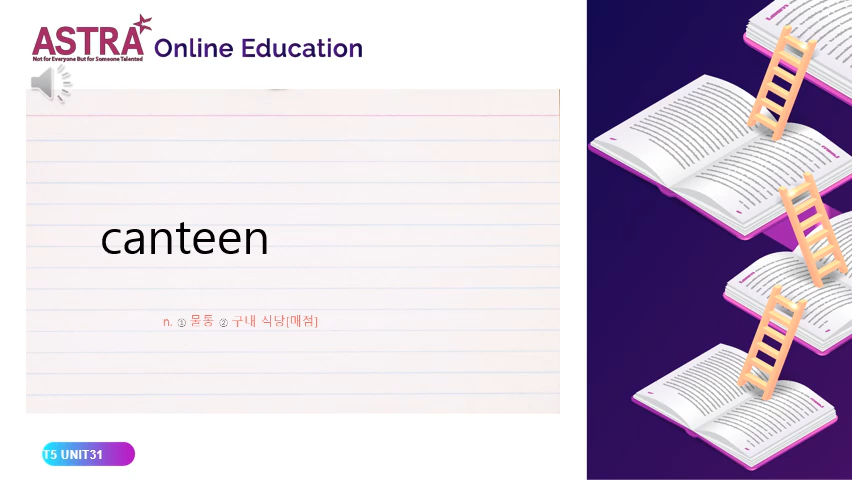 ASTRA
Not for Everyone But for Someone Talented
Online Education
canteen
n. ① 물통 ② 구내 식당[매점]
T5 UNIT31